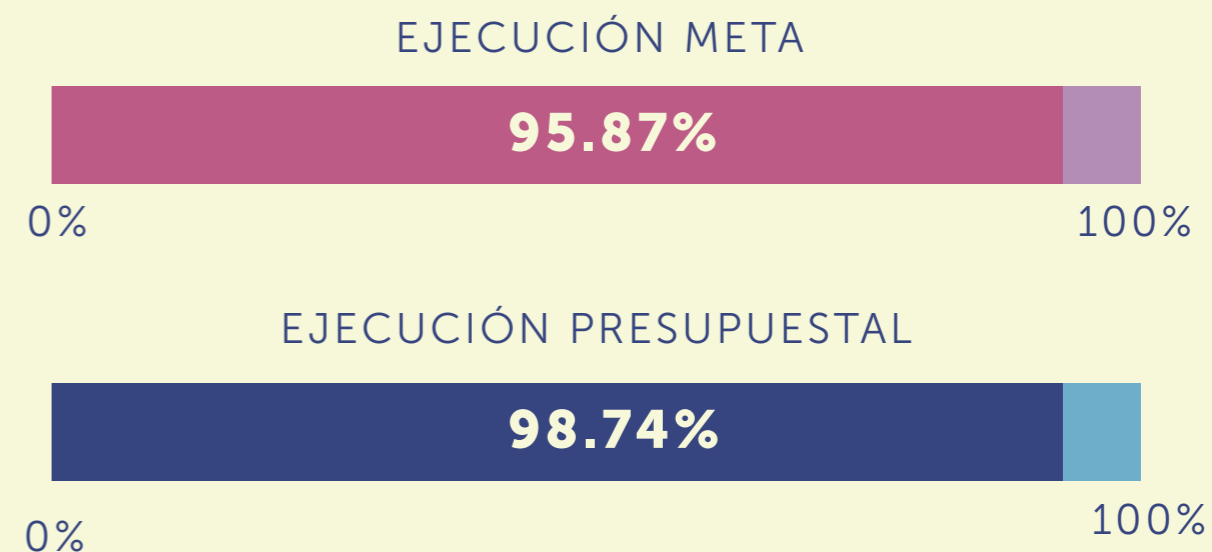 EJECUCIÓN META
95.87%
0% 100%
EJECUCIÓN PRESUPUESTAL
98.74%
0% 100%